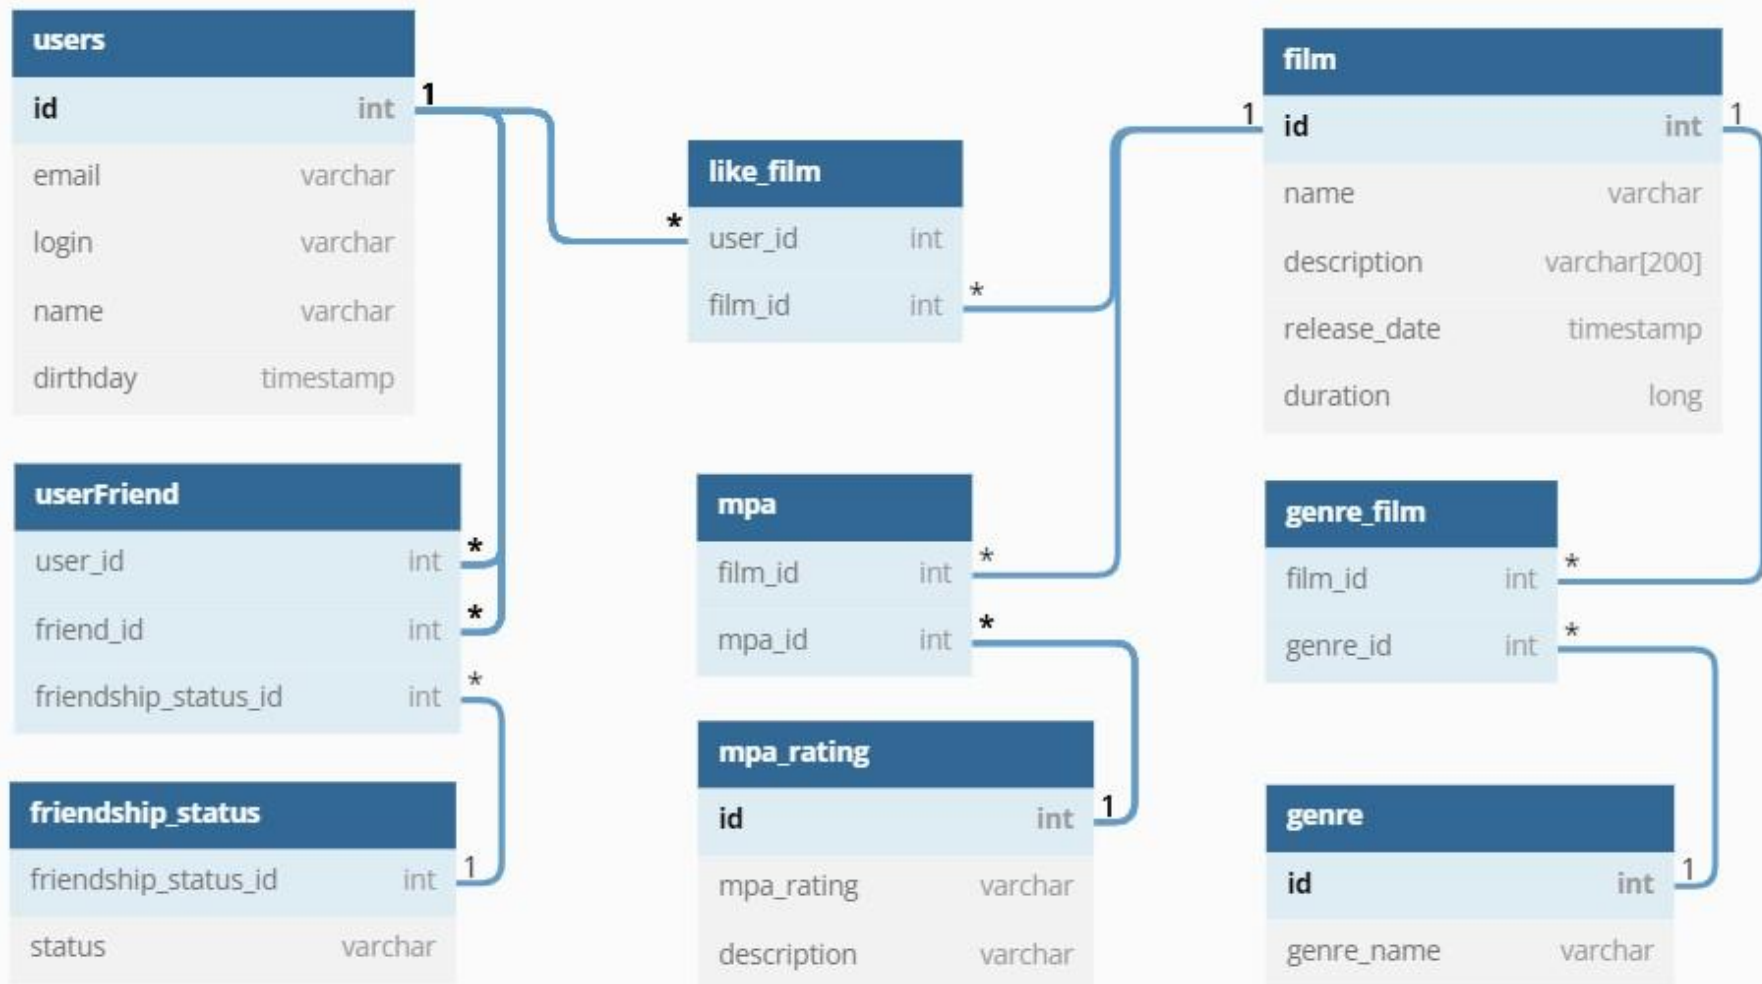 users
id int 1
email varchar
login varchar
name varchar
dirthday timestamp
userFriend
user_id int *
friend_id int *
friendship_status_id int *
friendship_status
friendship_status_id int 1
status varchar
like_film
* user_id int
film_id int *
mpa
film_id int *
mpa_id int *
mpa_rating
id int 1
mpa_rating varchar
description varchar
film
1 id int 1
name varchar
description varchar[200]
release_date timestamp
duration long
genre_film
film_id int *
genre_id int *
genre
id int 1
genre_name varchar